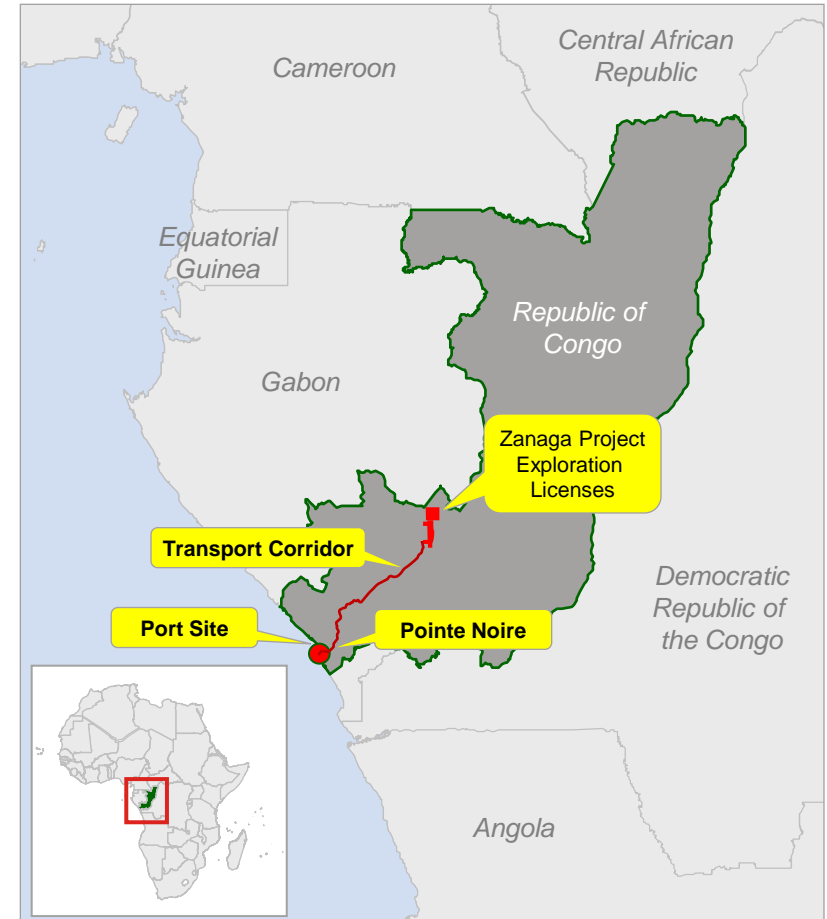 Cameroon
Central African
Republic
Equatorial
Guinea
Republic of
Congo
Gabon
Zanaga Project
Exploration
Licenses
Transport Corridor
Democratic
Republic of
the Congo
Port Site
Pointe Noire
Angola